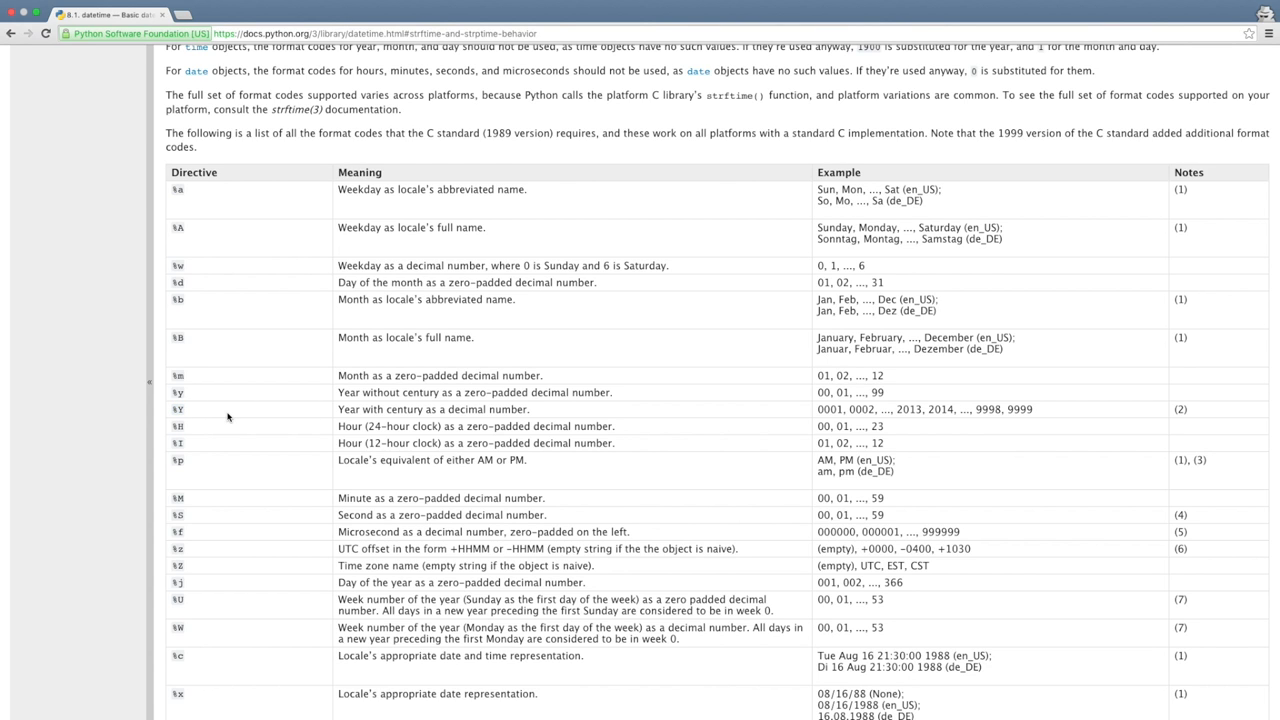 8.1. datetime — Basic date
Python Software Foundation [US] https://docs.python.org/3/library/datetime.html#strftime-and-strptime-behavior
For time objects, the format codes for year, month, and day should not be used, as time objects have no such values. If they're used anyway, 1900 is substituted for the year, and 1 for the month and day.
For date objects, the format codes for hours, minutes, seconds, and microseconds should not be used, as date objects have no such values. If they're used anyway, 0 is substituted for them.
The full set of format codes supported varies across platforms, because Python calls the platform C library's strftime() function, and platform variations are common. To see the full set of format codes supported on your
platform, consult the strftime(3) documentation.
The following is a list of all the format codes that the C standard (1989 version) requires, and these work on all platforms with a standard C implementation. Note that the 1999 version of the C standard added additional format
codes.
Directive Meaning Example Notes
%a Weekday as locale's abbreviated name. Sun, Mon, ..., Sat (en_US); (1)
So, Mo, ..., Sa (de_DE)
%A Weekday as locale's full name. Sunday, Monday, ..., Saturday (en_US); (1)
Sonntag, Montag, ..., Samstag (de_DE)
%w Weekday as a decimal number, where 0 is Sunday and 6 is Saturday. 0, 1, ..., 6
%d Day of the month as a zero-padded decimal number. 01, 02, ..., 31
%b Month as locale's abbreviated name. Jan, Feb, ..., Dec (en_US); (1)
Jan, Feb, ..., Dez (de_DE)
%B Month as locale's full name. January, February, ..., December (en_US); (1)
Januar, Februar, ..., Dezember (de_DE)
%m Month as a zero-padded decimal number. 01, 02, ..., 12
%y Year without century as a zero-padded decimal number. 00, 01, ..., 99
%Y Year with century as a decimal number. 0001, 0002, ..., 2013, 2014, ..., 9998, 9999 (2)
%H Hour (24-hour clock) as a zero-padded decimal number. 00, 01, ..., 23
%I Hour (12-hour clock) as a zero-padded decimal number. 01, 02, ..., 12
%p Locale's equivalent of either AM or PM. AM, PM (en_US); (1), (3)
am, pm (de_DE)
%M Minute as a zero-padded decimal number. 00, 01, ..., 59
%S Second as a zero-padded decimal number. 00, 01, ..., 59 (4)
%f Microsecond as a decimal number, zero-padded on the left. 000000, 000001, ..., 999999 (5)
%z UTC offset in the form +HHMM or -HHMM (empty string if the the object is naive). (empty), +0000, -0400, +1030 (6)
%Z Time zone name (empty string if the object is naive). (empty), UTC, EST, CST
%j Day of the year as a zero-padded decimal number. 001, 002, ..., 366
%U Week number of the year (Sunday as the first day of the week) as a zero padded decimal 00, 01, ..., 53 (7)
number. All days in a new year preceding the first Sunday are considered to be in week 0.
%W Week number of the year (Monday as the first day of the week) as a decimal number. All days in 00, 01, ..., 53 (7)
a new year preceding the first Monday are considered to be in week 0.
%c Locale's appropriate date and time representation. Tue Aug 16 21:30:00 1988 (en_US); (1)
Di 16 Aug 21:30:00 1988 (de_DE)
%x Locale's appropriate date representation. 08/16/88 (None); (1)
08/16/1988 (en_US);
16.08.1988 (de_DE)